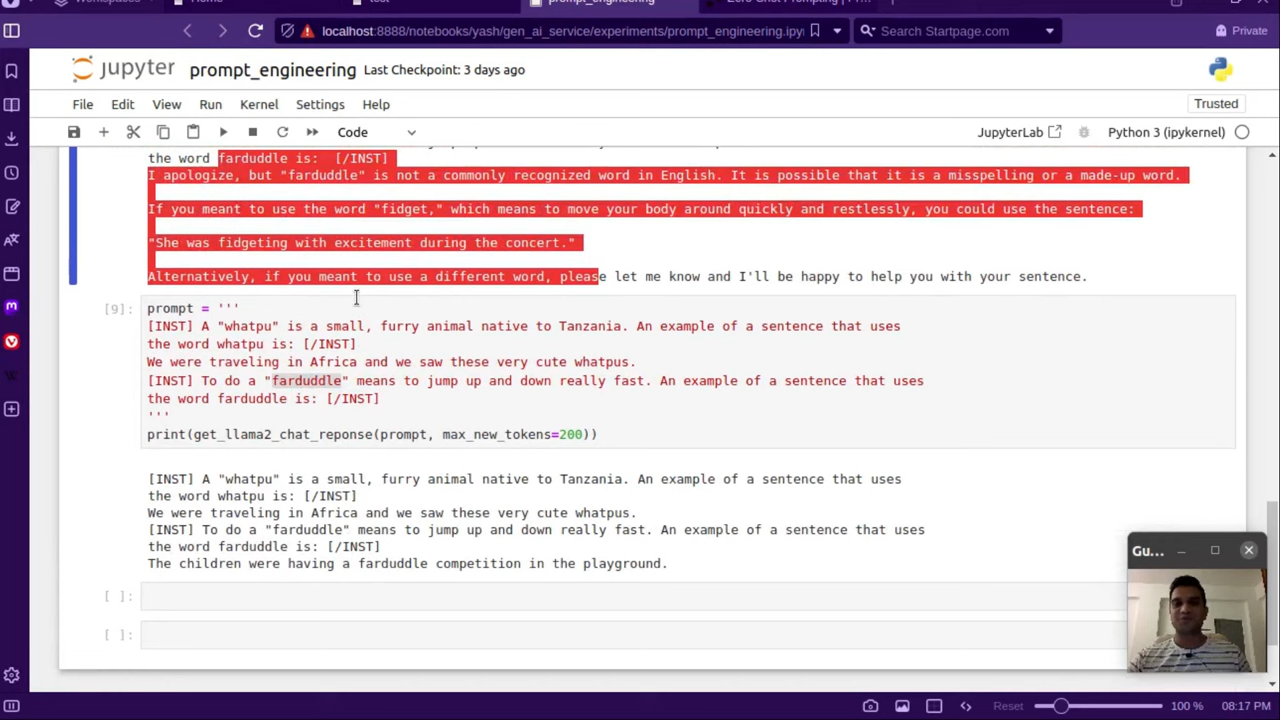 Workspaces
Home
test
prompt_engineering
Zero-Shot Prompting | Pr...
localhost:8888/notebooks/yash/gen_ai_service/experiments/prompt_engineering.ipyn
Search Startpage.com
Private
jupyter prompt_engineering Last Checkpoint: 3 days ago
File Edit View Run Kernel Settings Help
Trusted
Code
JupyterLab
Python 3 (ipykernel)
the word farduddle is:  [/INST]
I apologize, but "farduddle" is not a commonly recognized word in English. It is possible that it is a misspelling or a made-up word.
If you meant to use the word "fidget," which means to move your body around quickly and restlessly, you could use the sentence:
"She was fidgeting with excitement during the concert."
Alternatively, if you meant to use a different word, please let me know and I'll be happy to help you with your sentence.
[9]: prompt = '''
[INST] A "whatpu" is a small, furry animal native to Tanzania. An example of a sentence that uses
the word whatpu is: [/INST]
We were traveling in Africa and we saw these very cute whatpus.
[INST] To do a "farduddle" means to jump up and down really fast. An example of a sentence that uses
the word farduddle is: [/INST]
'''
print(get_llama2_chat_reponse(prompt, max_new_tokens=200))
[INST] A "whatpu" is a small, furry animal native to Tanzania. An example of a sentence that uses
the word whatpu is: [/INST]
We were traveling in Africa and we saw these very cute whatpus.
[INST] To do a "farduddle" means to jump up and down really fast. An example of a sentence that uses
the word farduddle is: [/INST]
The children were having a farduddle competition in the playground.
[ ]:
[ ]:
Gu...
Reset
100 %
08:17 PM